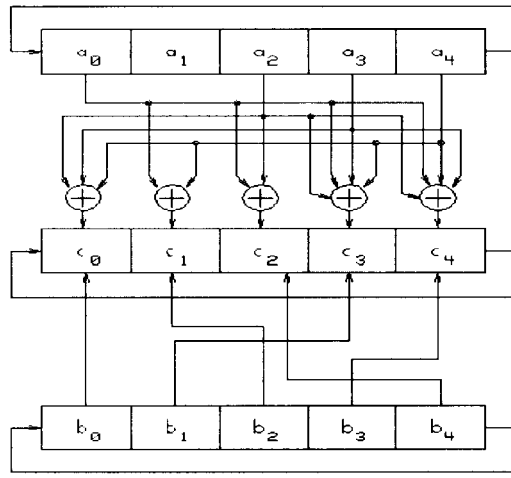 a₀ a₁ a₂ a₃ a₄
c₀ c₁ c₂ c₃ c₄
b₀ b₁ b₂ b₃ b₄